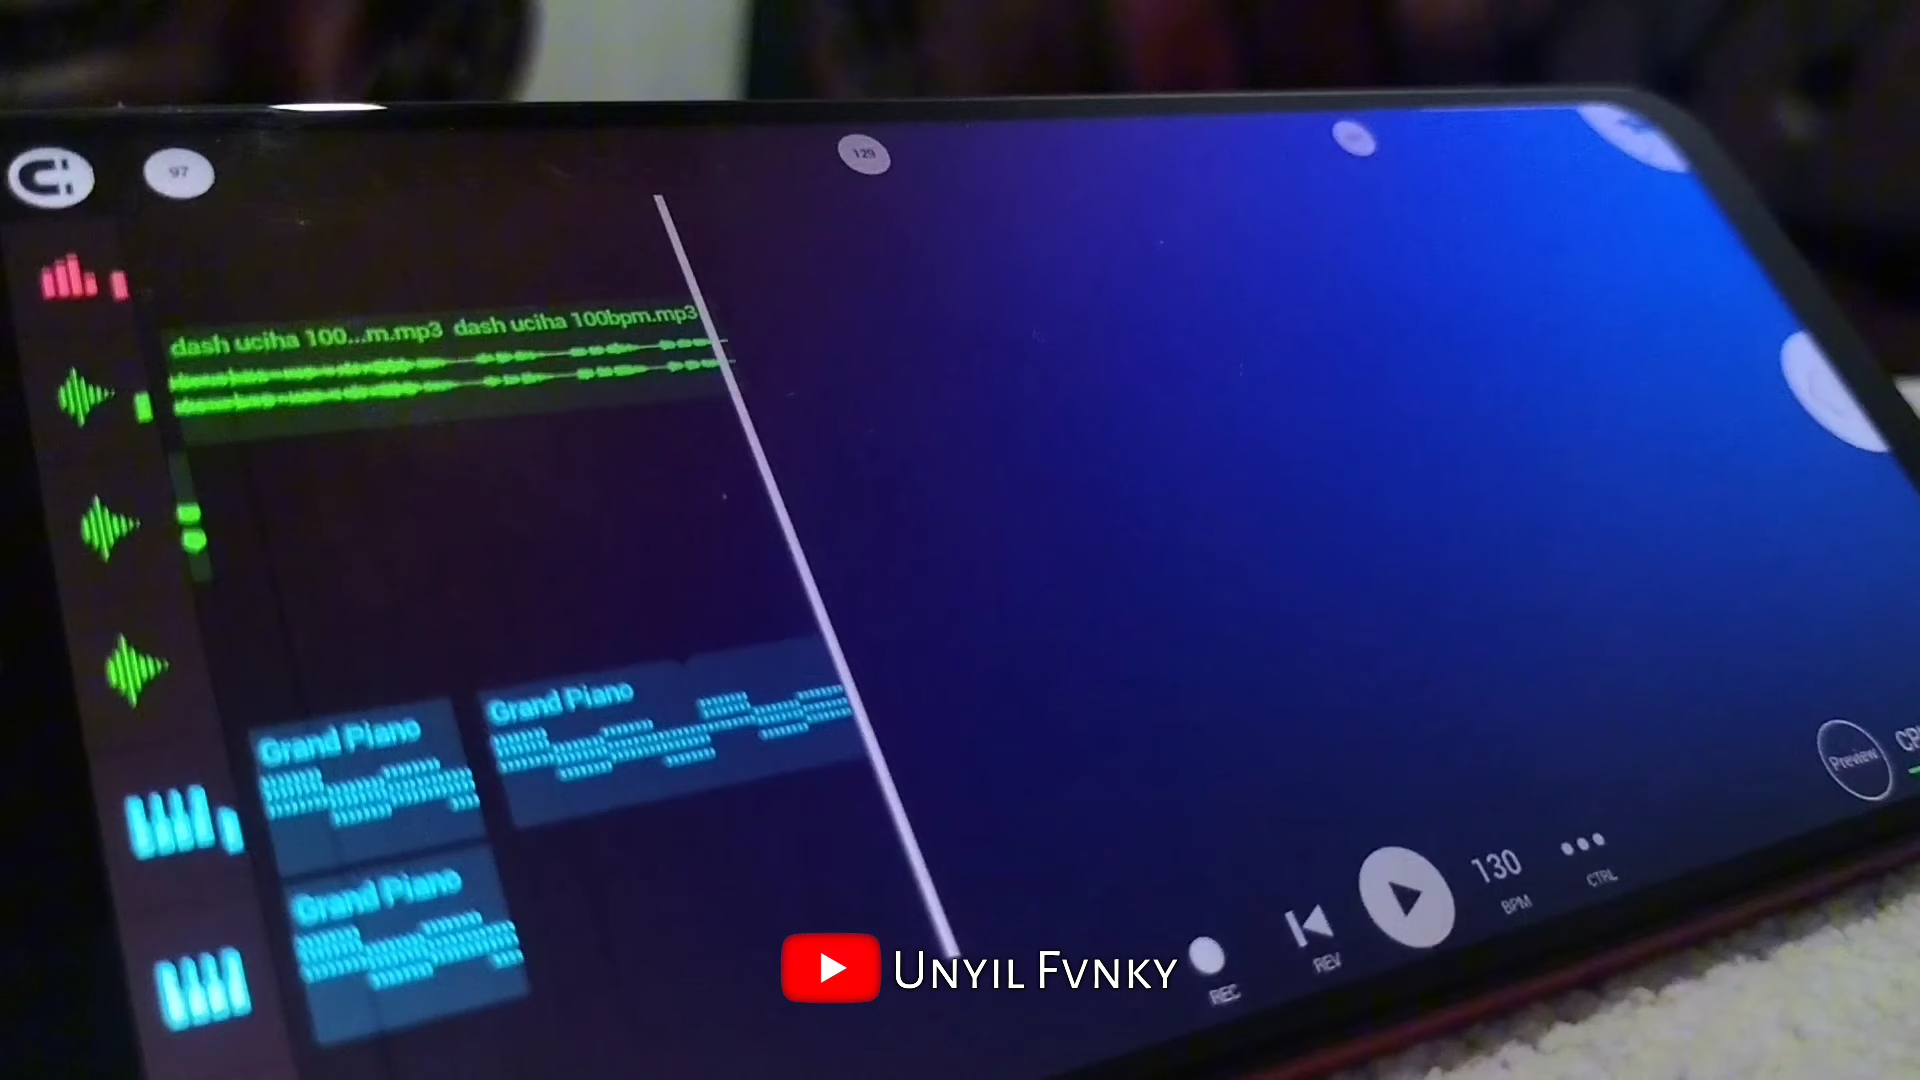 97
129
dash uciha 100...m.mp3 dash uciha 100bpm.mp3
Grand Piano
Grand Piano
Grand Piano
Preview
130
BPM
CTRL
REV
REC
Unyil Fvnky